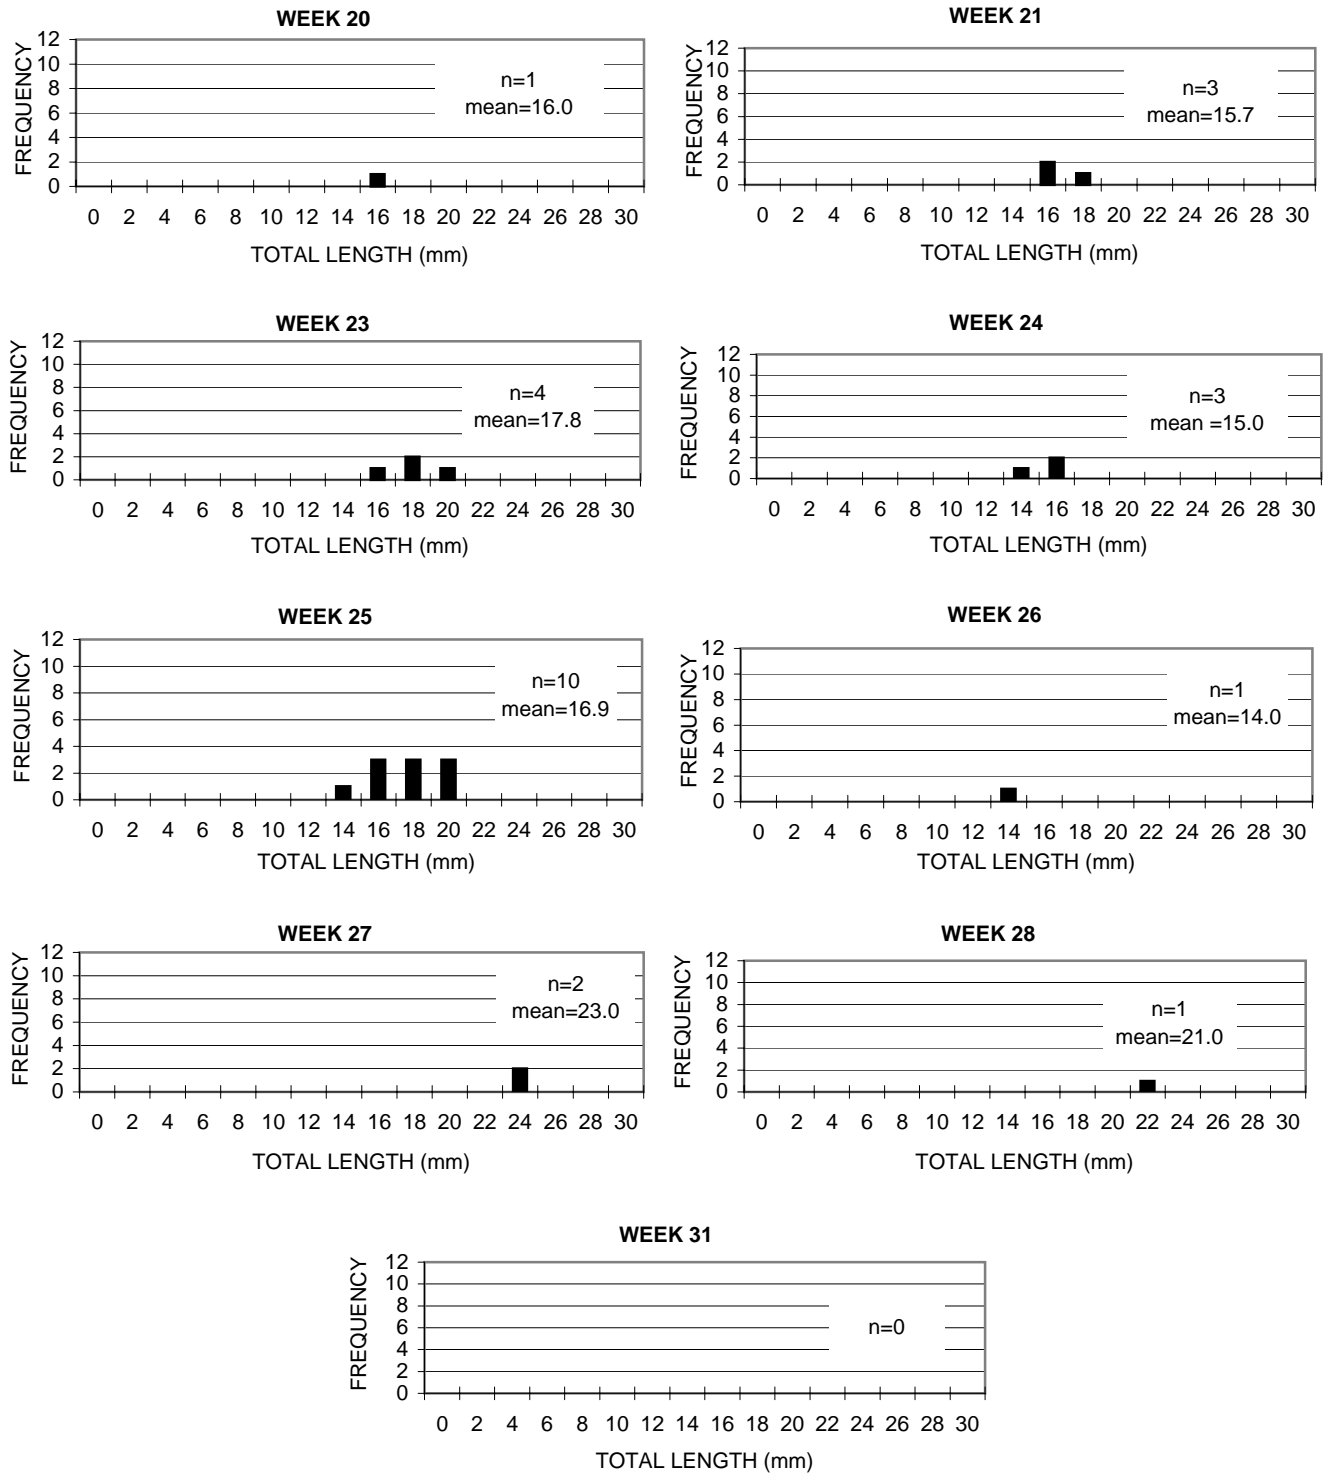 WEEK 20
FREQUENCY
12
10
8
6
4
2
0
n=1
mean=16.0
0 2 4 6 8 10 12 14 16 18 20 22 24 26 28 30
TOTAL LENGTH (mm)
WEEK 21
FREQUENCY
12
10
8
6
4
2
0
n=3
mean=15.7
0 2 4 6 8 10 12 14 16 18 20 22 24 26 28 30
TOTAL LENGTH (mm)
WEEK 23
FREQUENCY
12
10
8
6
4
2
0
n=4
mean=17.8
0 2 4 6 8 10 12 14 16 18 20 22 24 26 28 30
TOTAL LENGTH (mm)
WEEK 24
FREQUENCY
12
10
8
6
4
2
0
n=3
mean =15.0
0 2 4 6 8 10 12 14 16 18 20 22 24 26 28 30
TOTAL LENGTH (mm)
WEEK 25
FREQUENCY
12
10
8
6
4
2
0
n=10
mean=16.9
0 2 4 6 8 10 12 14 16 18 20 24 24 26 28 30
TOTAL LENGTH (mm)
WEEK 26
FREQUENCY
12
10
8
6
4
2
0
n=1
mean=14.0
0 2 4 6 8 10 12 14 16 18 20 22 24 26 28 30
TOTAL LENGTH (mm)
WEEK 27
FREQUENCY
12
10
8
6
4
2
0
n=2
mean=23.0
0 2 4 6 8 10 12 14 16 18 20 22 24 26 28 30
TOTAL LENGTH (mm)
WEEK 28
FREQUENCY
12
10
8
6
4
2
0
n=1
mean=21.0
0 2 4 6 8 10 12 14 16 18 20 22 24 26 28 30
TOTAL LENGTH (mm)
WEEK 31
FREQUENCY
12
10
8
6
4
2
0
n=0
0 2 4 6 8 10 12 14 16 18 20 22 24 26 28 30
TOTAL LENGTH (mm)